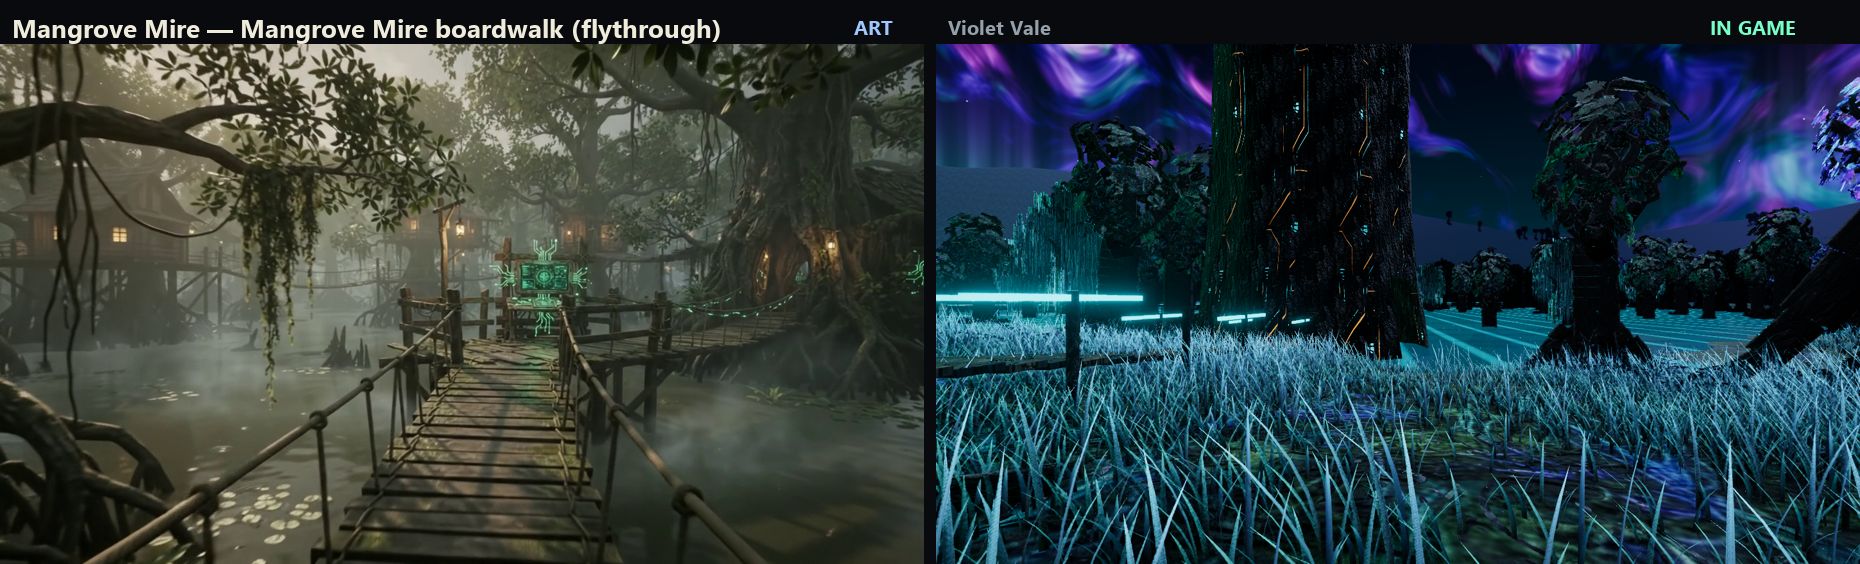 Mangrove Mire — Mangrove Mire boardwalk (flythrough)
ART
Violet Vale
IN GAME